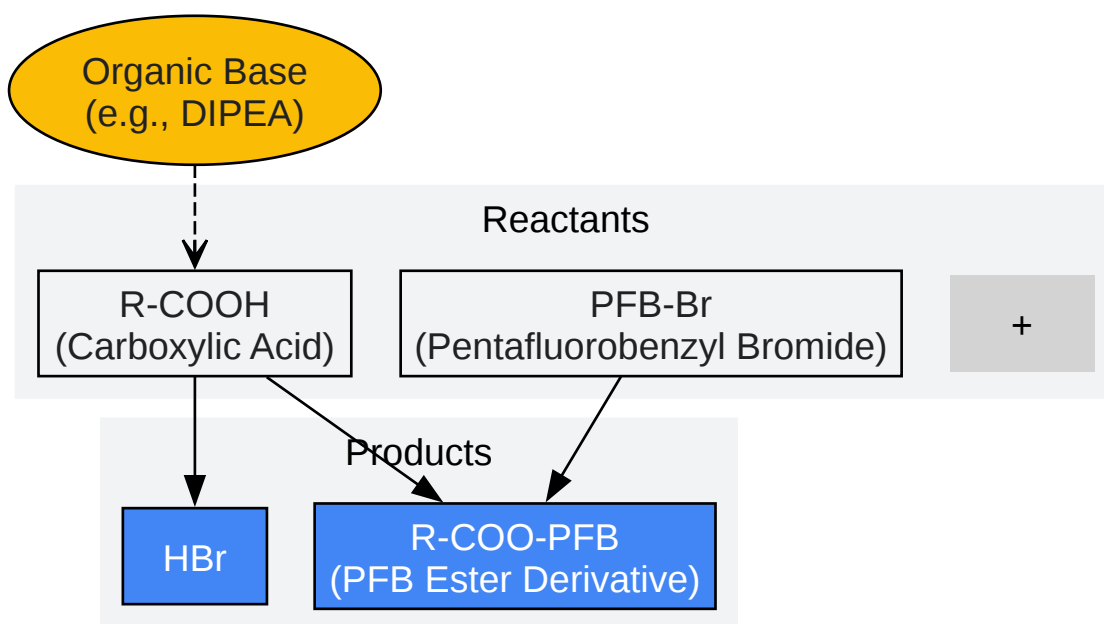 Organic Base
(e.g., DIPEA)
Reactants
R-COOH
(Carboxylic Acid)
PFB-Br
(Pentafluorobenzyl Bromide)
+
Products
HBr
R-COO-PFB
(PFB Ester Derivative)